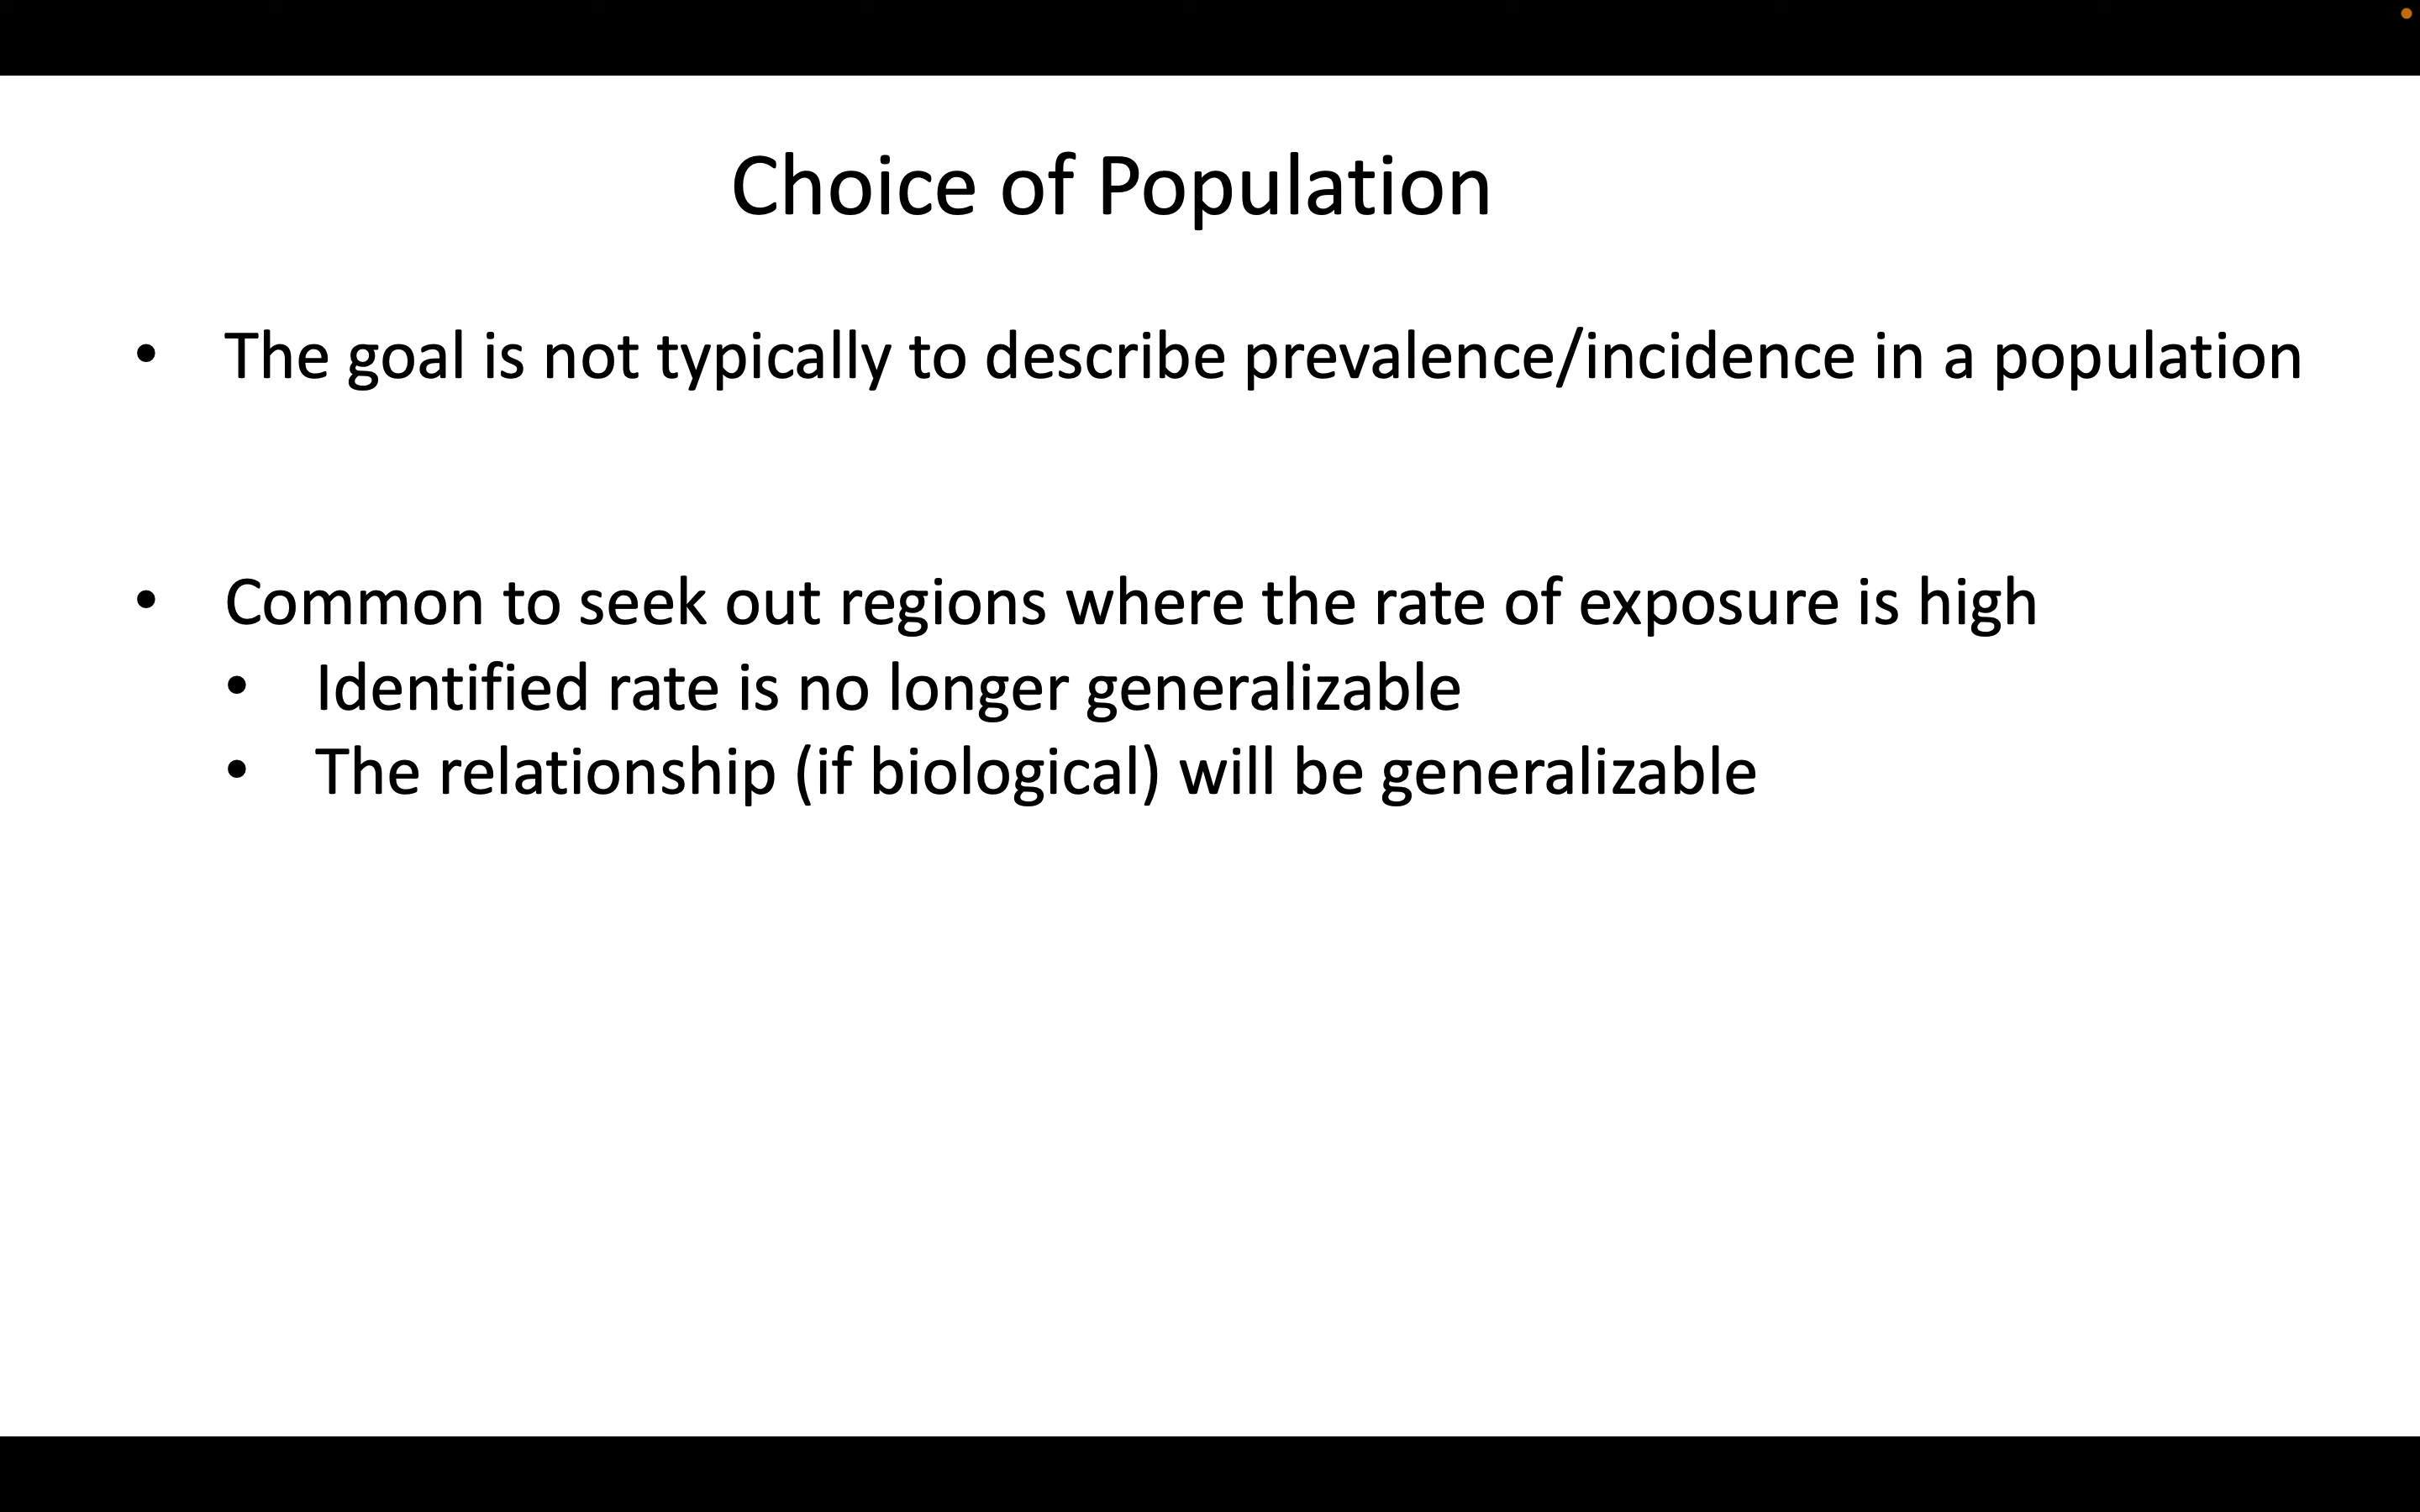 Choice of Population
• The goal is not typically to describe prevalence/incidence in a population
• Common to seek out regions where the rate of exposure is high
• Identified rate is no longer generalizable
• The relationship (if biological) will be generalizable